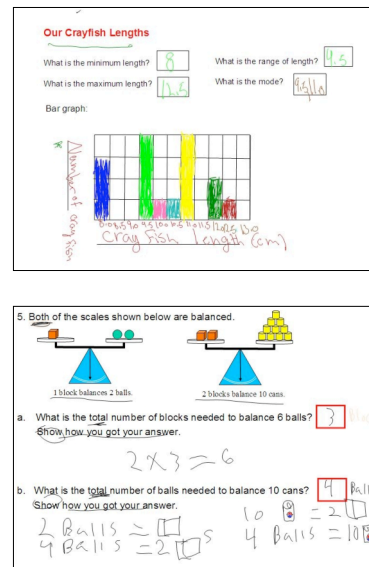 Our Crayfish Lengths
What is the minimum length? 8
What is the range of length? 4.5
What is the maximum length? 12.5
What is the mode?
Bar graph:
Number of crayfish
Crayfish length (cm)
5. Both of the scales shown below are balanced.
1 block balances 2 balls.
2 blocks balance 10 cans.
a. What is the total number of blocks needed to balance 6 balls? 3
Show how you got your answer.
2 x 3 = 6
b. What is the total number of balls needed to balance 10 cans? 4 Ball
Show how you got your answer.
10 = 2
2 Balls =
4 Balls = 10
4 Balls = 2 s